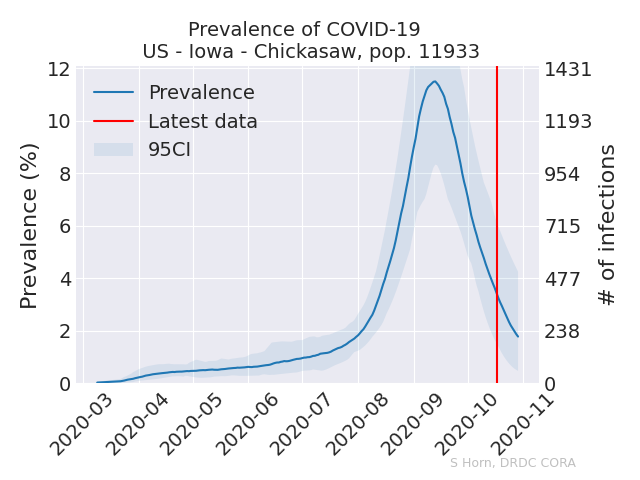 Prevalence of COVID-19
US - Iowa - Chickasaw, pop. 11933
Prevalence
Latest data
95CI
Prevalence (%)
12
10
8
6
4
2
0
1431
1193
954
715
477
238
0
# of infections
2020-03
2020-04
2020-05
2020-06
2020-07
2020-08
2020-09
2020-10
2020-11
S Horn, DRDC CORA